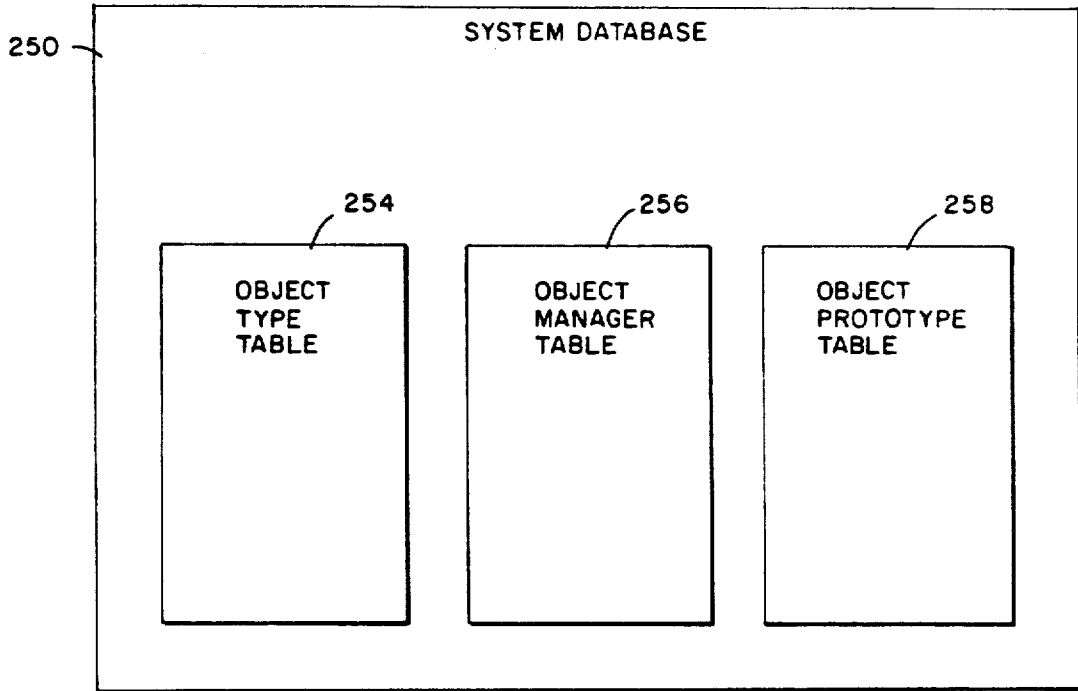 SYSTEM DATABASE
250
254
256
258
OBJECT
TYPE
TABLE
OBJECT
MANAGER
TABLE
OBJECT
PROTOTYPE
TABLE